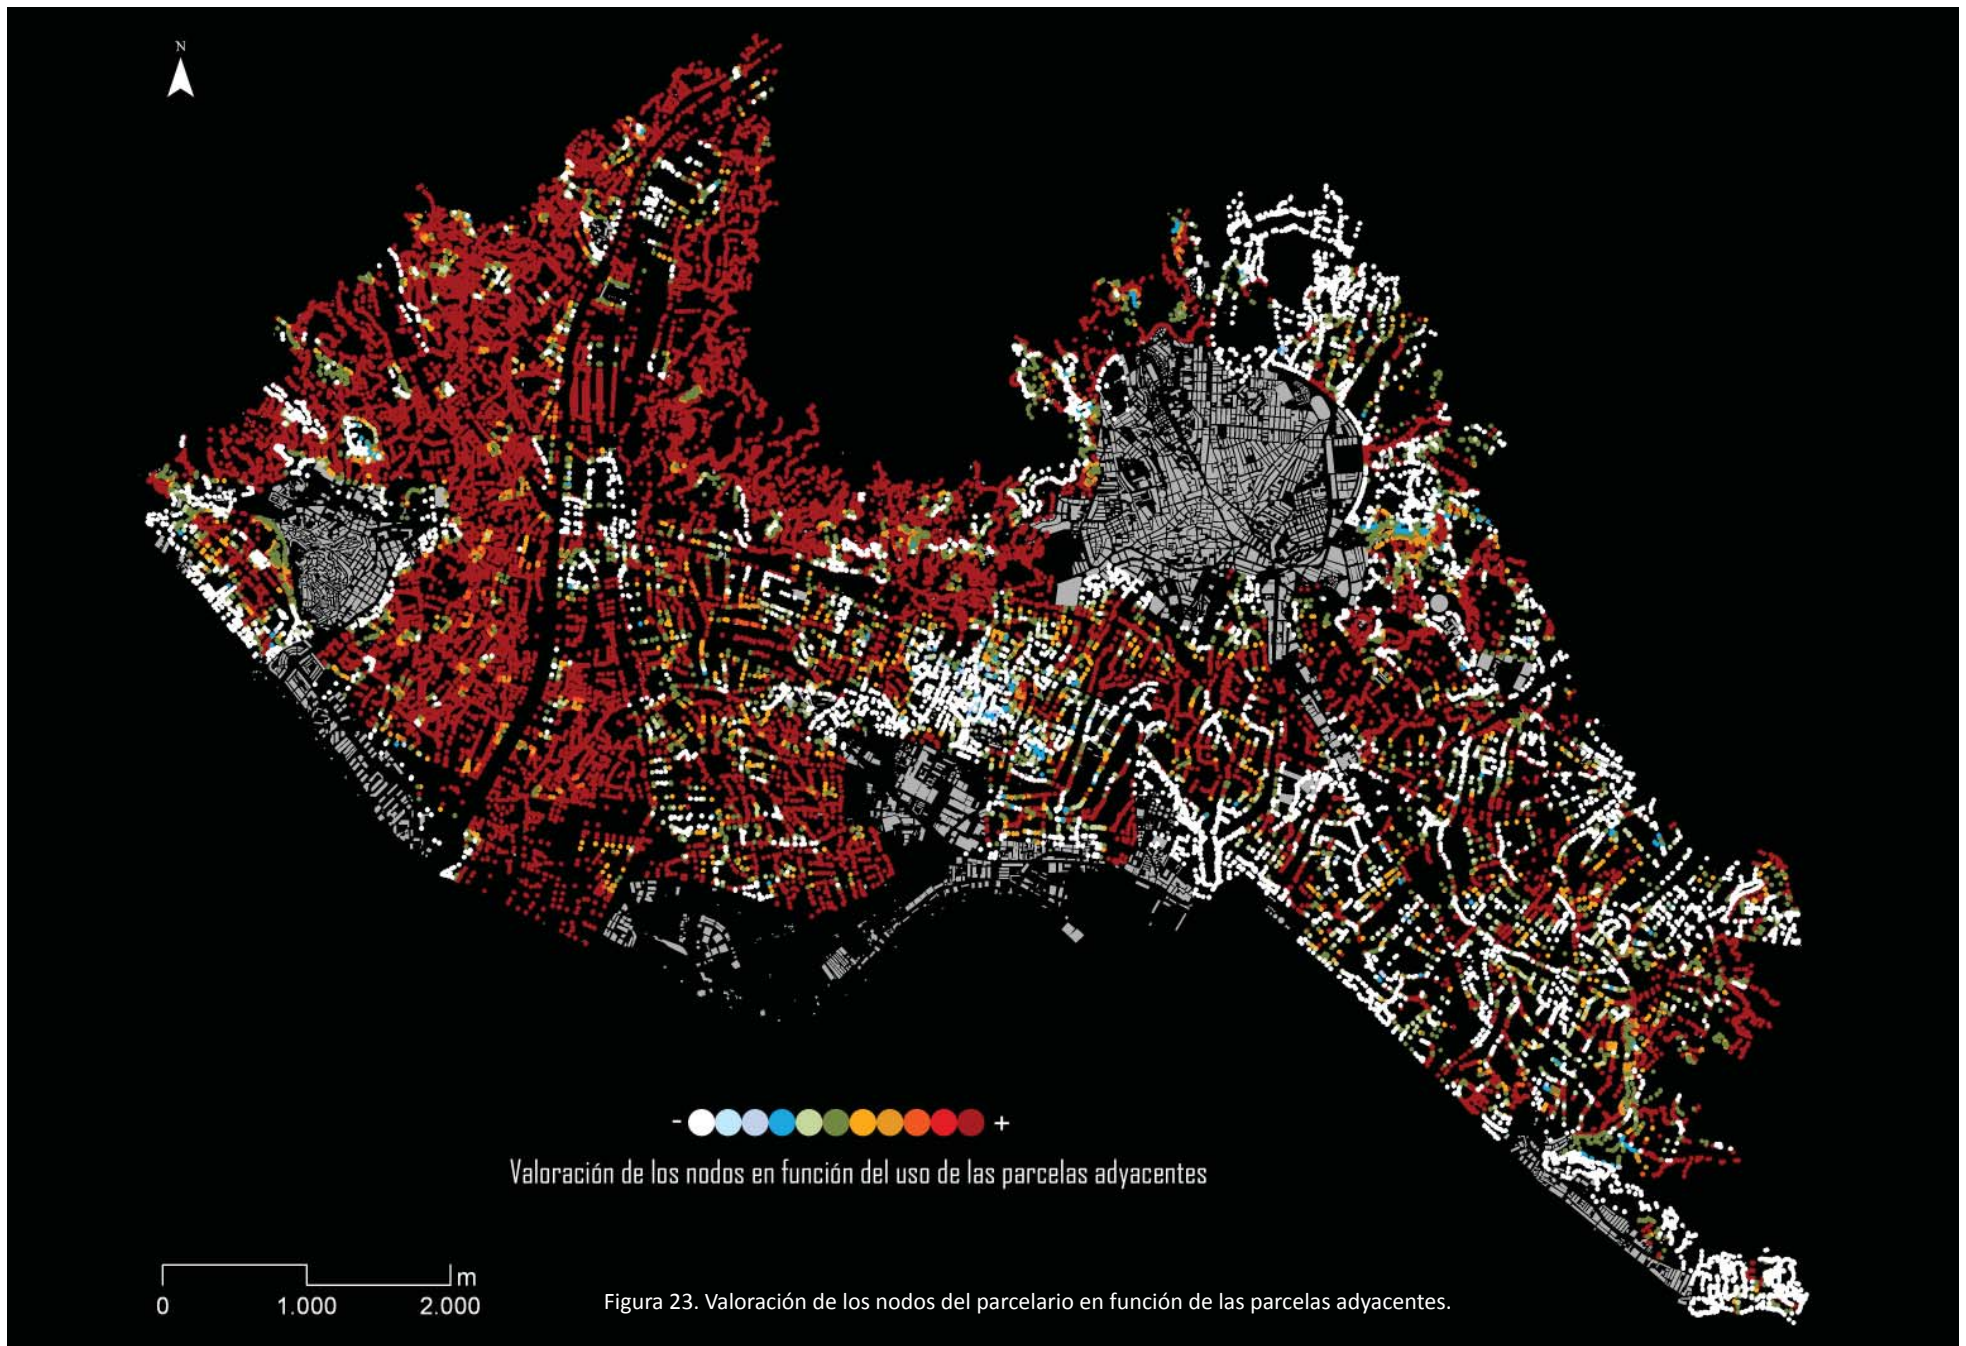 N
- +
Valoración de los nodos en función del uso de las parcelas adyacentes
m
0 1.000 2.000
Figura 23. Valoración de los nodos del parcelario en función de las parcelas adyacentes.